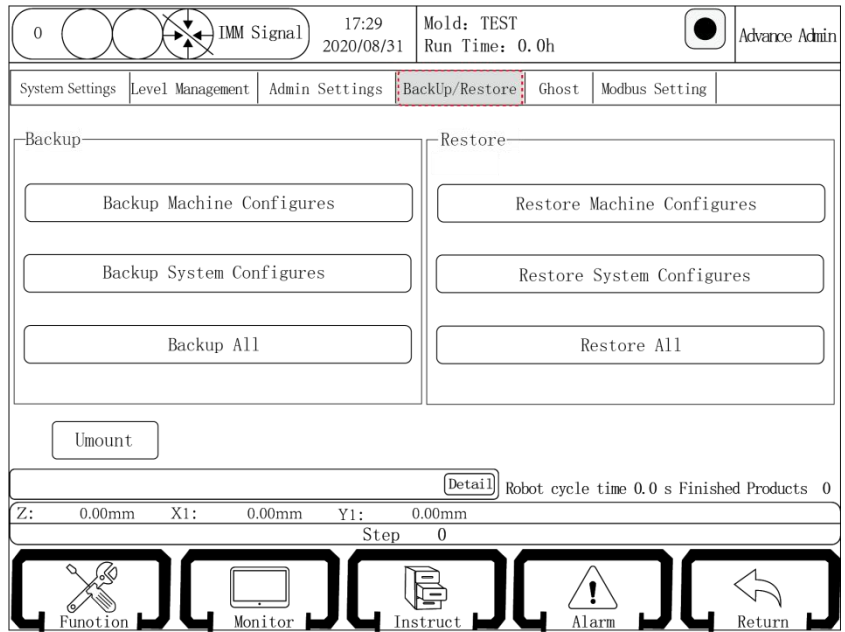 0 IMM Signal 17:29 Mold: TEST
2020/08/31 Run Time: 0.0h Advance Admin
System Settings Level Management Admin Settings BackUp/Restore Ghost Modbus Setting
Backup Restore
Backup Machine Configures Restore Machine Configures
Backup System Configures Restore System Configures
Backup All Restore All
Umount
Detail Robot cycle time 0.0 s Finished Products 0
Z: 0.00mm X1: 0.00mm Y1: 0.00mm
Step 0
Funotion Monitor Instruct Alarm Return